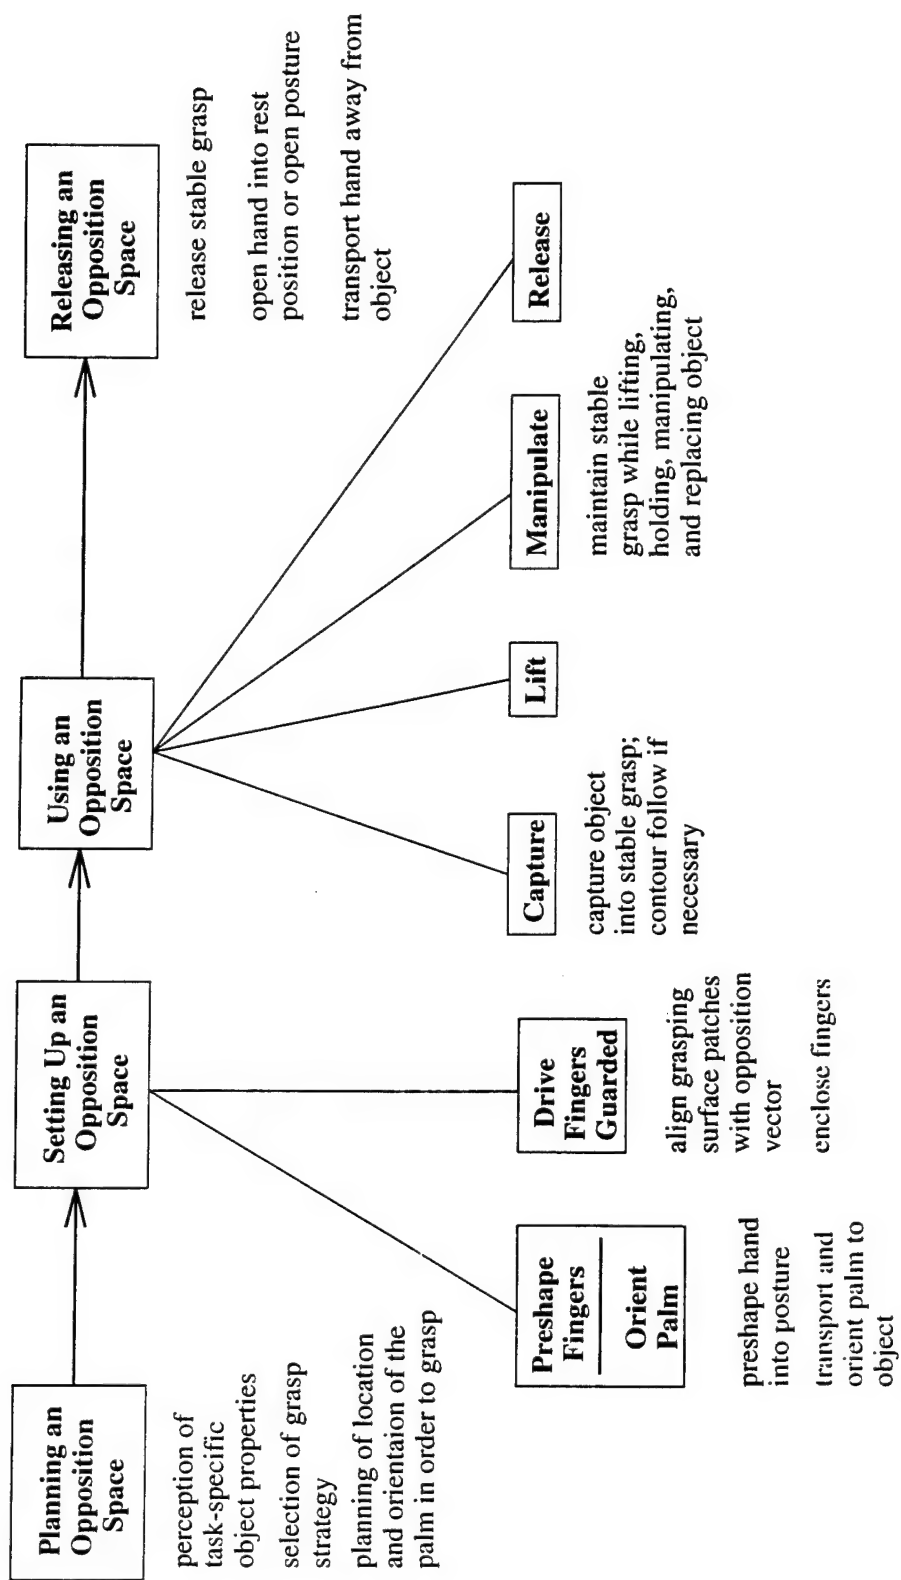 Planning an
Opposition
Space
perception of
task-specific
object properties
selection of grasp
strategy
planning of location
and orientaion of the
palm in order to grasp
Setting Up an
Opposition
Space
Preshape
Fingers
Orient
Palm
preshape hand
into posture
transport and
orient palm to
object
Drive
Fingers
Guarded
align grasping
surface patches
with opposition
vector
enclose fingers
Using an
Opposition
Space
Capture
capture object
into stable grasp;
contour follow if
necessary
Lift
Manipulate
maintain stable
grasp while lifting,
holding, manipulating,
and replacing object
Release
Releasing an
Opposition
Space
release stable grasp
open hand into rest
position or open posture
transport hand away from
object